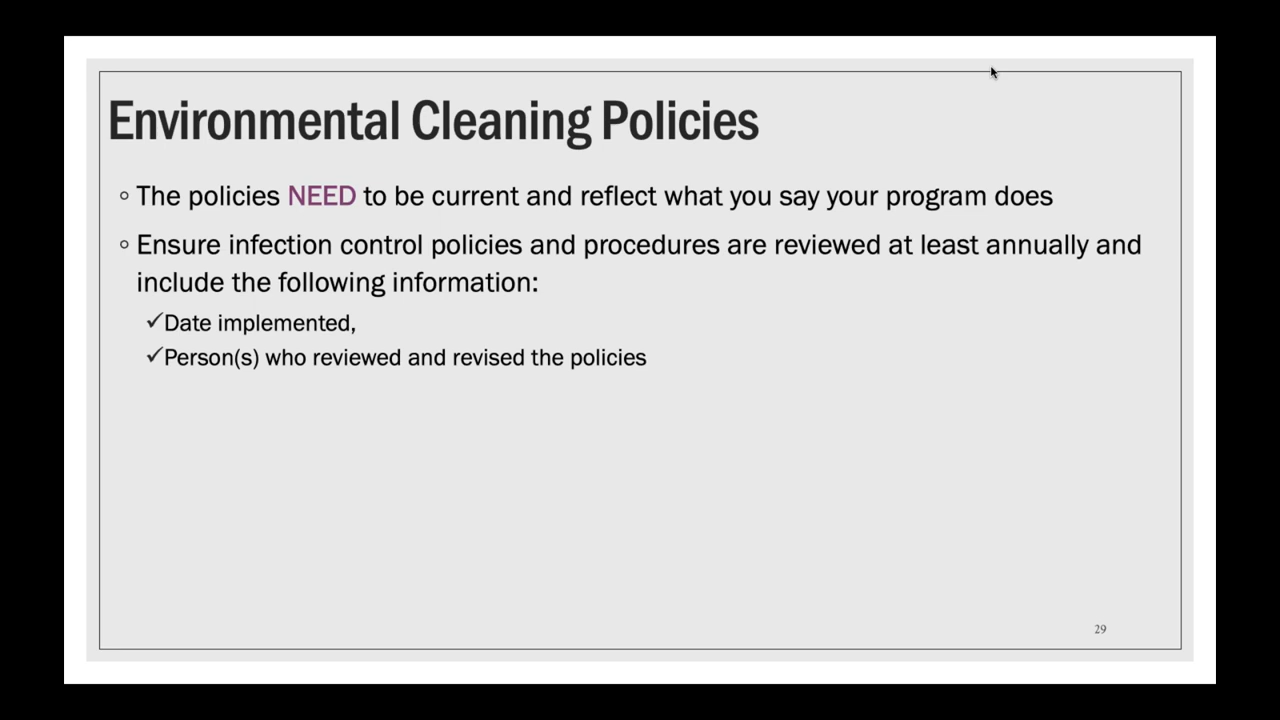 Environmental Cleaning Policies
◦ The policies NEED to be current and reflect what you say your program does
◦ Ensure infection control policies and procedures are reviewed at least annually and
include the following information:
✓Date implemented,
✓Person(s) who reviewed and revised the policies
29